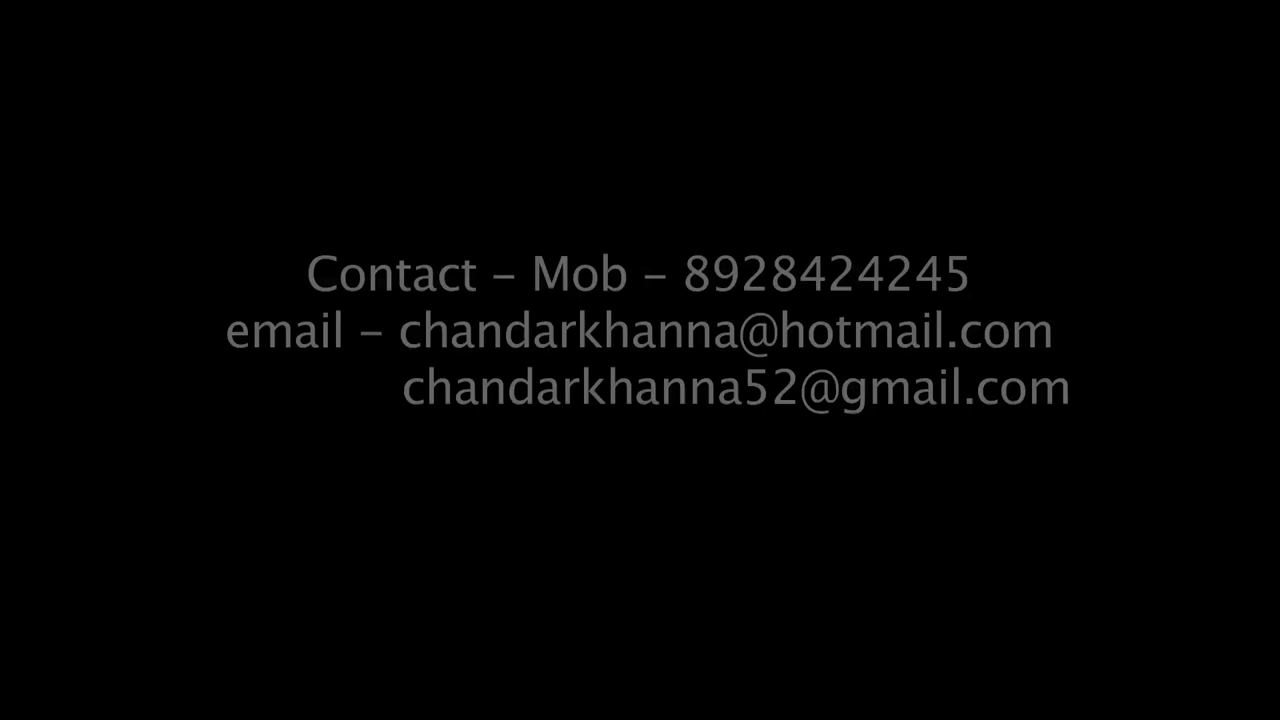 Contact - Mob - 8928424245
email - chandarkhanna@hotmail.com
chandarkhanna52@gmail.com